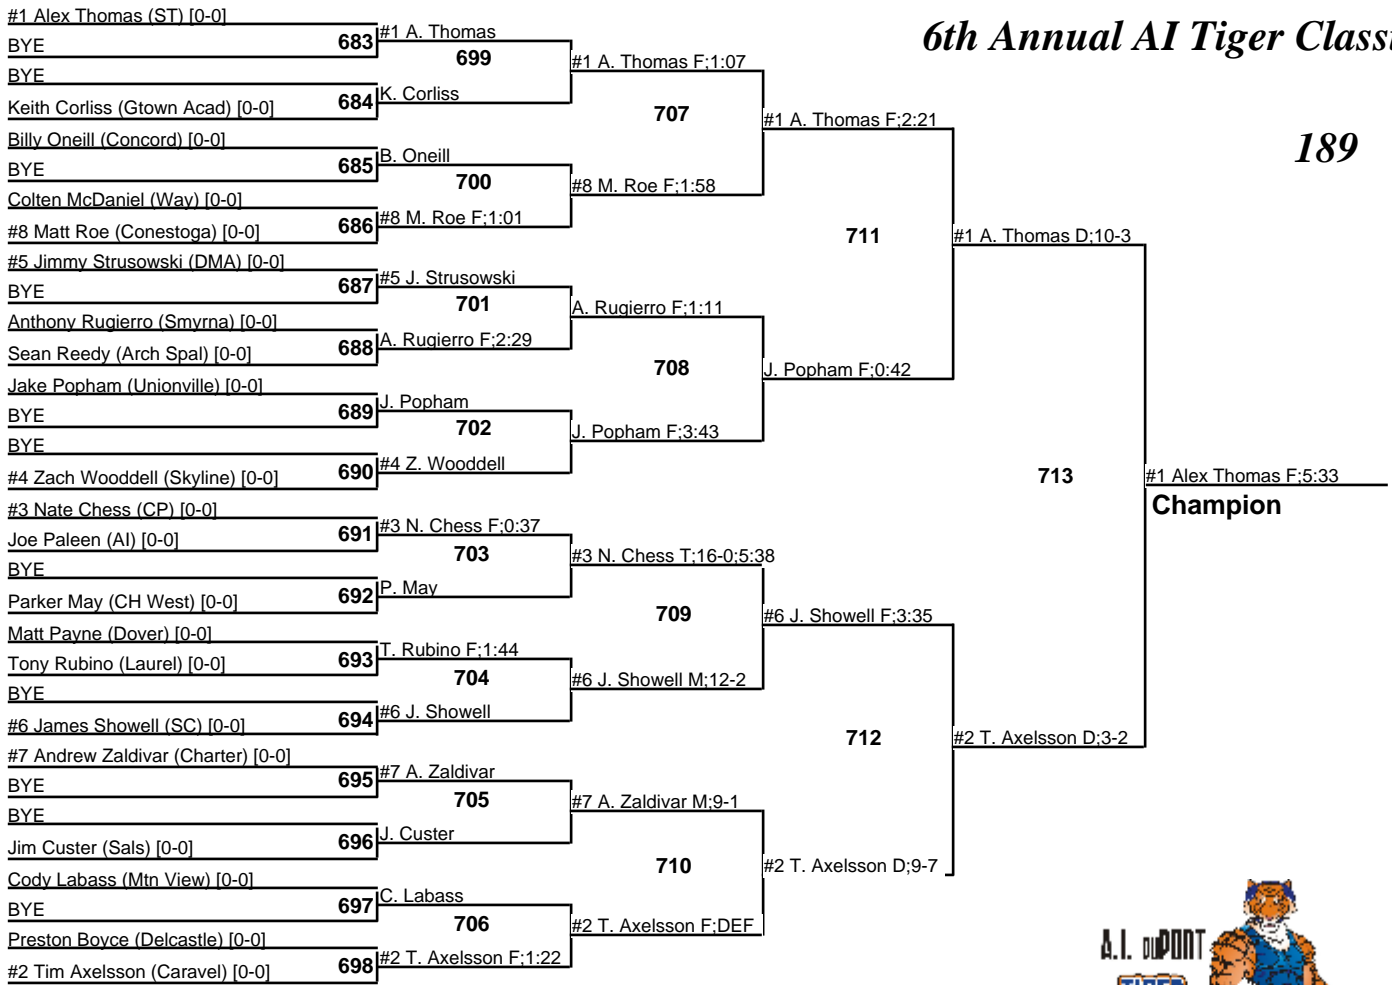 6th Annual AI Tiger Classi
189
#1 Alex Thomas (ST) [0-0]
BYE
683
BYE
Keith Corliss (Gtown Acad) [0-0]
684
Billy Oneill (Concord) [0-0]
BYE
685
Colten McDaniel (Way) [0-0]
#8 Matt Roe (Conestoga) [0-0]
686
#5 Jimmy Strusowski (DMA) [0-0]
BYE
687
Anthony Rugierro (Smyrna) [0-0]
Sean Reedy (Arch Spal) [0-0]
688
Jake Popham (Unionville) [0-0]
BYE
689
BYE
#4 Zach Wooddell (Skyline) [0-0]
690
#3 Nate Chess (CP) [0-0]
Joe Paleen (AI) [0-0]
691
BYE
Parker May (CH West) [0-0]
692
Matt Payne (Dover) [0-0]
Tony Rubino (Laurel) [0-0]
693
BYE
#6 James Showell (SC) [0-0]
694
#7 Andrew Zaldivar (Charter) [0-0]
BYE
695
BYE
Jim Custer (Sals) [0-0]
696
Cody Labass (Mtn View) [0-0]
BYE
697
Preston Boyce (Delcastle) [0-0]
#2 Tim Axelsson (Caravel) [0-0]
698
#1 A. Thomas
699
K. Corliss
B. Oneill
700
#8 M. Roe F;1:01
#5 J. Strusowski
701
A. Rugierro F;2:29
J. Popham
702
#4 Z. Wooddell
#3 N. Chess F;0:37
703
P. May
T. Rubino F;1:44
704
#6 J. Showell
#7 A. Zaldivar
705
J. Custer
C. Labass
706
#2 T. Axelsson F;1:22
#1 A. Thomas F;1:07
707
#8 M. Roe F;1:58
A. Rugierro F;1:11
708
J. Popham F;3:43
#3 N. Chess T;16-0;5:38
709
#6 J. Showell M;12-2
#7 A. Zaldivar M;9-1
710
#2 T. Axelsson F;DEF
#1 A. Thomas F;2:21
711
J. Popham F;0:42
#6 J. Showell F;3:35
712
#2 T. Axelsson D;9-7
#1 A. Thomas D;10-3
713
#2 T. Axelsson D;3-2
#1 Alex Thomas F;5:33
Champion
A.I. duPONT
TIGER